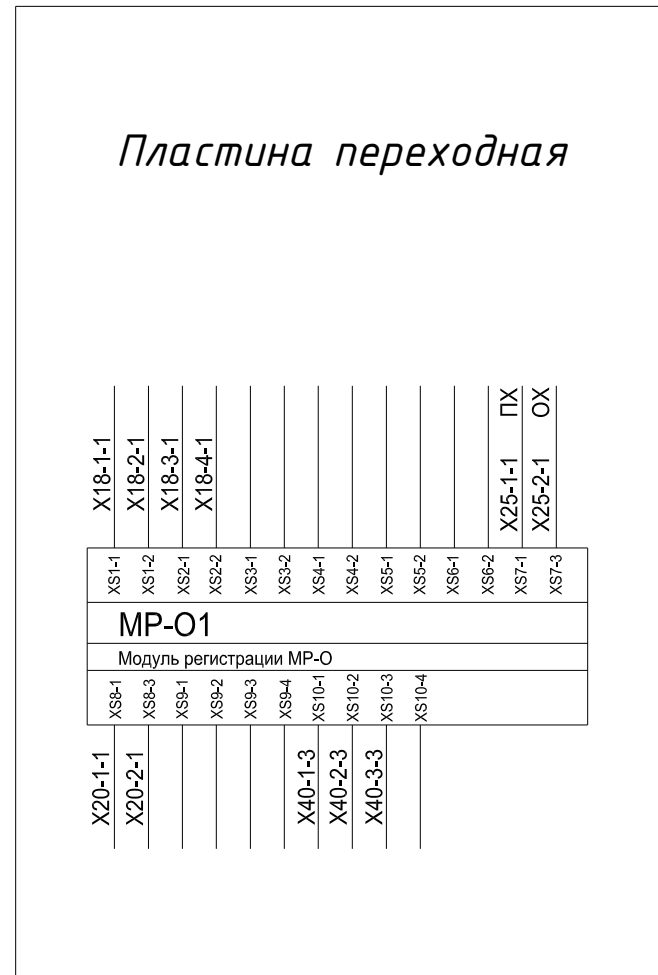 Пластина переходная
X18-1-1
X18-2-1
X18-3-1
X18-4-1
X25-1-1 ПХ
X25-2-1 ОХ
XS1-1
XS1-2
XS2-1
XS2-2
XS3-1
XS3-2
XS4-1
XS4-2
XS5-1
XS5-2
XS6-1
XS6-2
XS7-1
XS7-3
МР-О1
Модуль регистрации МР-О
XS8-1
XS8-3
XS9-1
XS9-2
XS9-3
XS9-4
XS10-1
XS10-2
XS10-3
XS10-4
X20-1-1
X20-2-1
X40-1-3
X40-2-3
X40-3-3